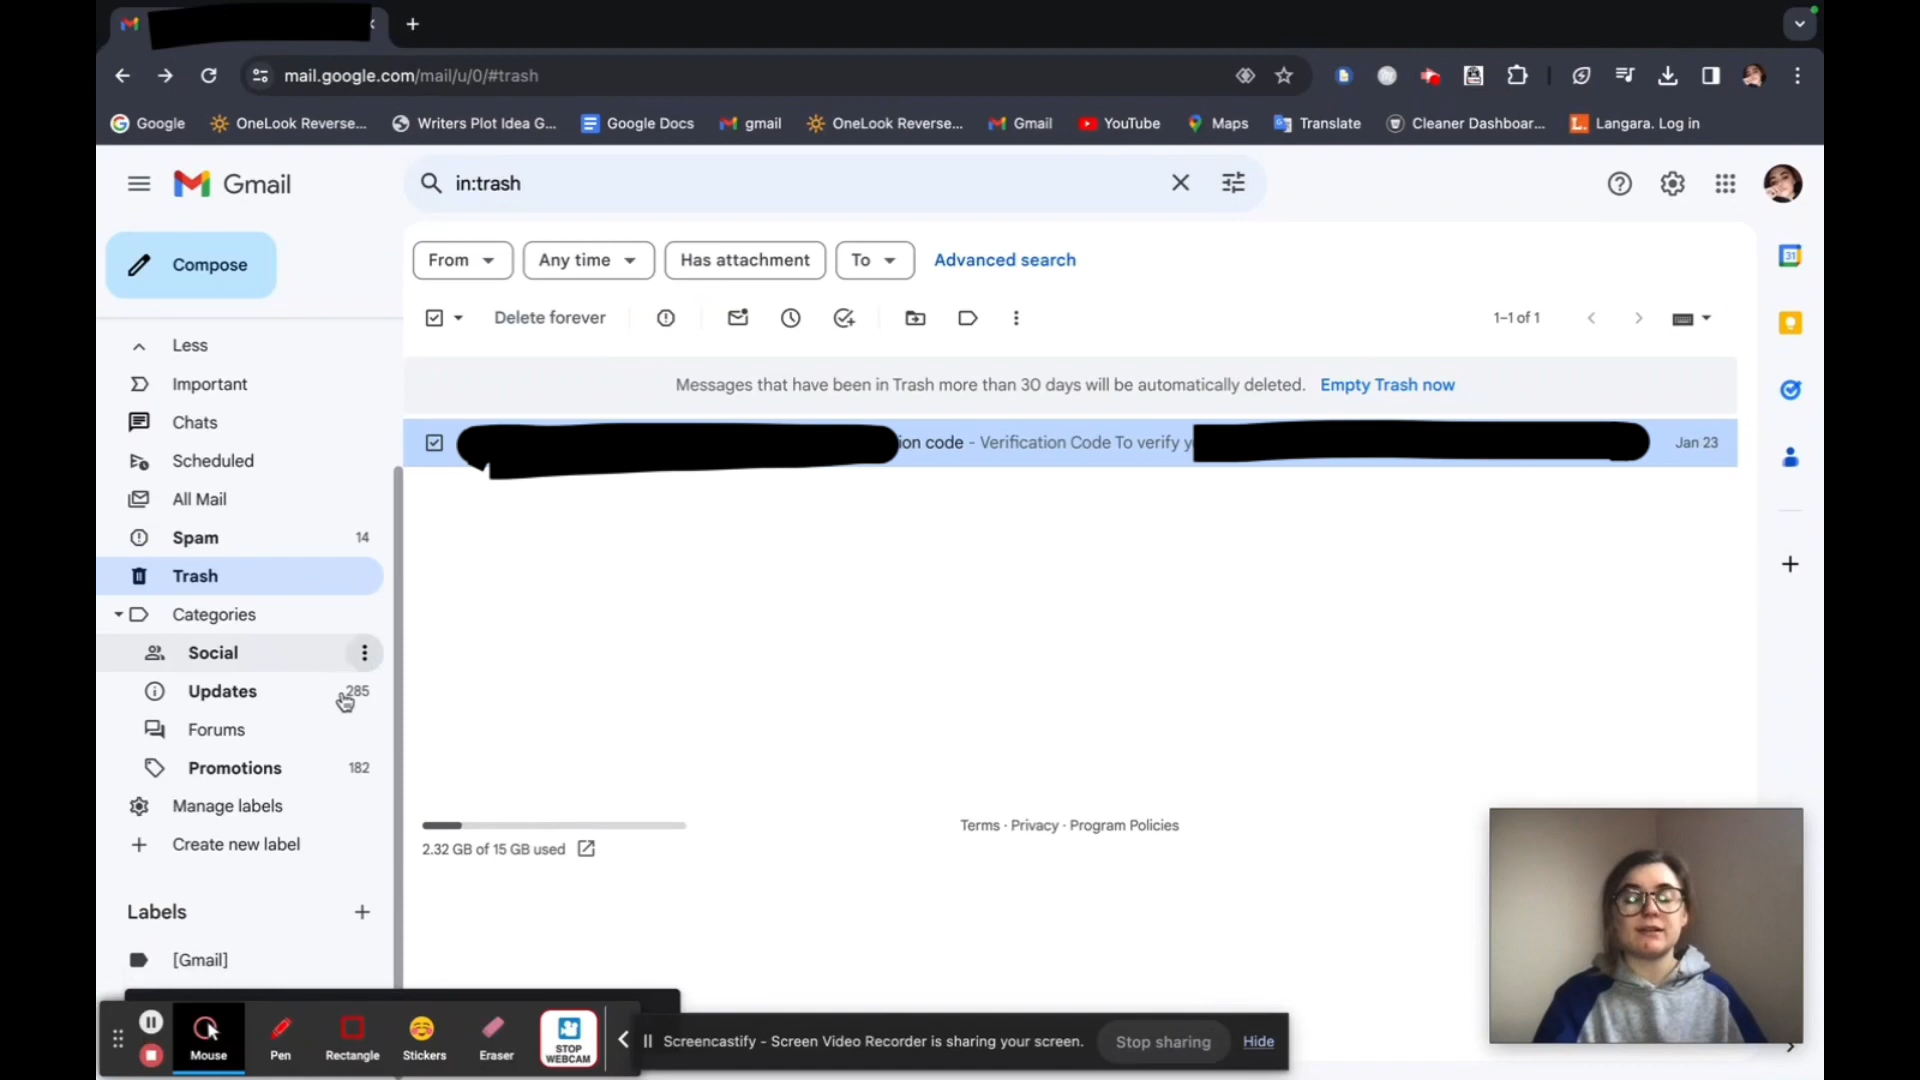 mail.google.com/mail/u/0/#trash
Google
OneLook Reverse...
Writers Plot Idea G...
Google Docs
gmail
OneLook Reverse...
Gmail
YouTube
Maps
Translate
Cleaner Dashboar...
Langara. Log in
Gmail
in:trash
Compose
From
Any time
Has attachment
To
Advanced search
Delete forever
1–1 of 1
Messages that have been in Trash more than 30 days will be automatically deleted. Empty Trash now
ion code - Verification Code To verify y
Jan 23
Less
Important
Chats
Scheduled
All Mail
Spam 14
Trash
Categories
Social
Updates 285
Forums
Promotions 182
Manage labels
Create new label
Labels
[Gmail]
2.32 GB of 15 GB used
Terms · Privacy · Program Policies
31
Mouse
Pen
Rectangle
Stickers
Eraser
STOP
WEBCAM
Screencastify - Screen Video Recorder is sharing your screen.
Stop sharing
Hide